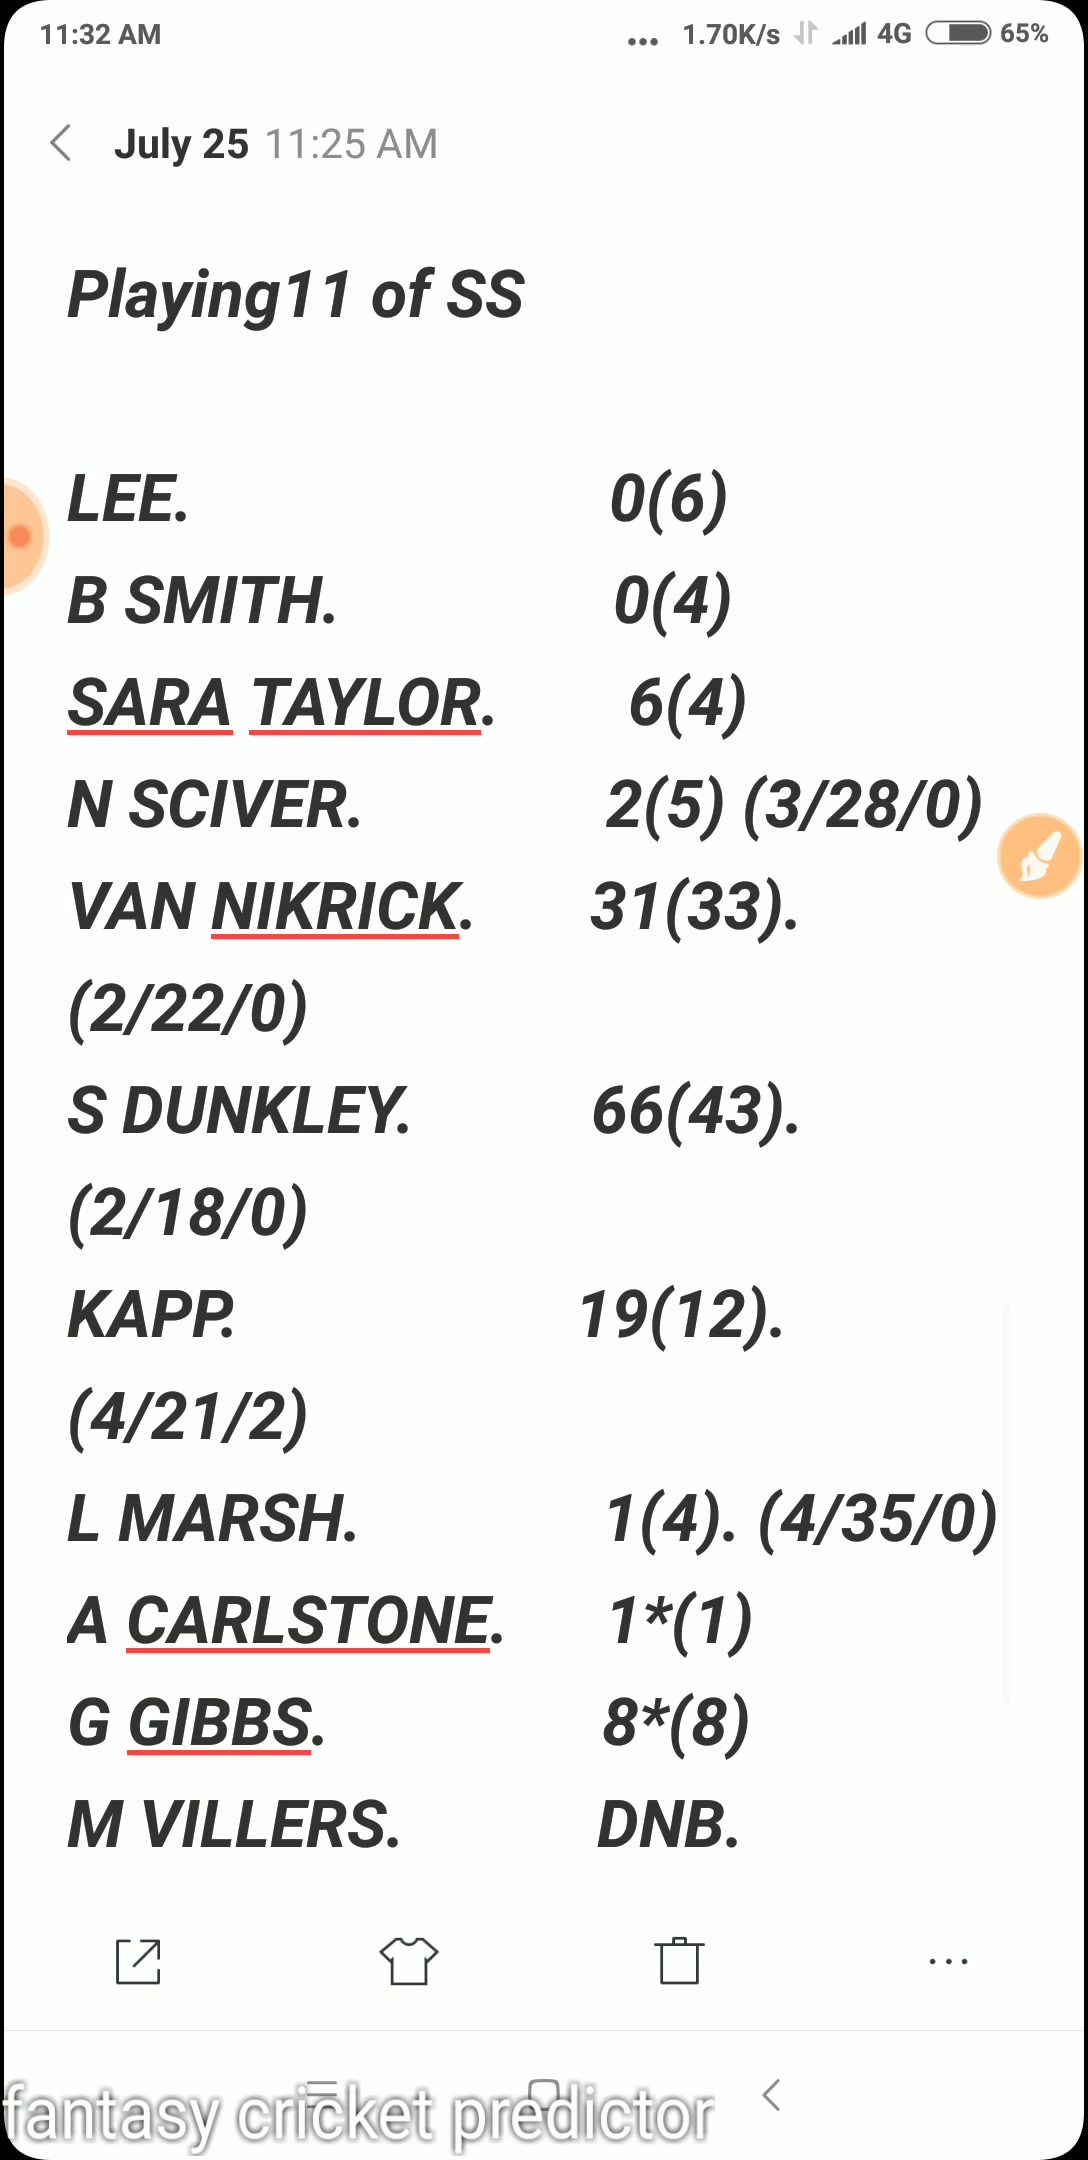 11:32 AM ... 1.70K/s 4G 65%
July 25 11:25 AM
Playing11 of SS
LEE. 0(6)
B SMITH. 0(4)
SARA TAYLOR. 6(4)
N SCIVER. 2(5) (3/28/0)
VAN NIKRICK. 31(33).
(2/22/0)
S DUNKLEY. 66(43).
(2/18/0)
KAPP. 19(12).
(4/21/2)
L MARSH. 1(4). (4/35/0)
A CARLSTONE. 1*(1)
G GIBBS. 8*(8)
M VILLERS. DNB.
fantasy cricket predictor